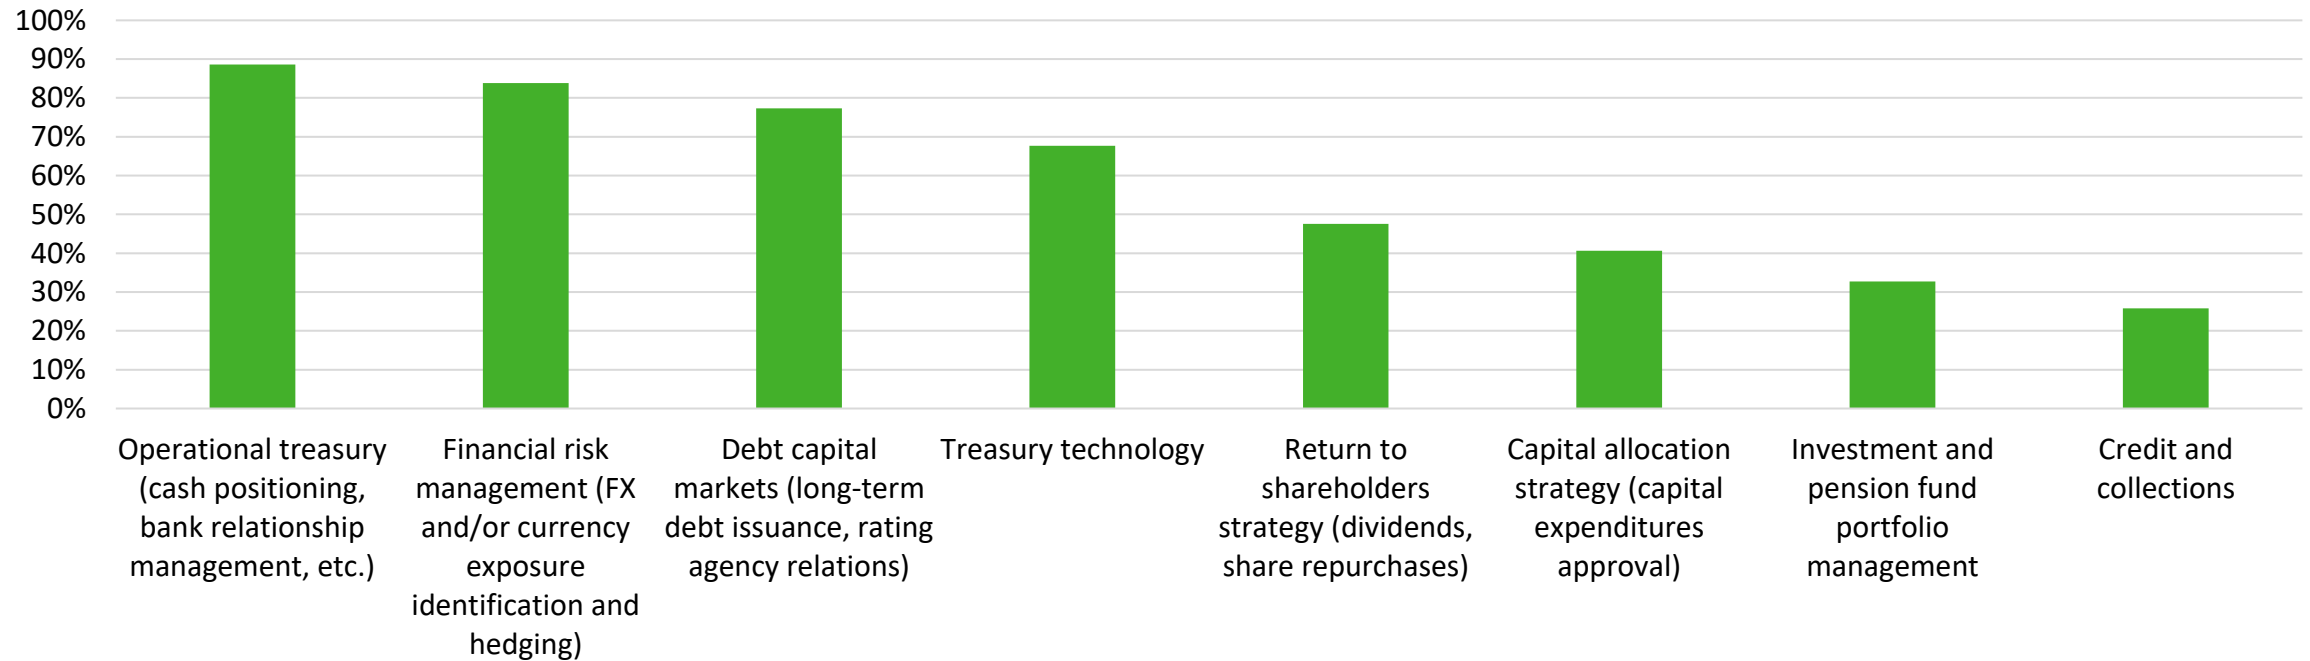 100%
90%
80%
70%
60%
50%
40%
30%
20%
10%
0%
Operational treasury
(cash positioning,
bank relationship
management, etc.)
Financial risk
management (FX
and/or currency
exposure
identification and
hedging)
Debt capital
markets (long-term
debt issuance, rating
agency relations)
Treasury technology
Return to
shareholders
strategy (dividends,
share repurchases)
Capital allocation
strategy (capital
expenditures
approval)
Investment and
pension fund
portfolio
management
Credit and
collections